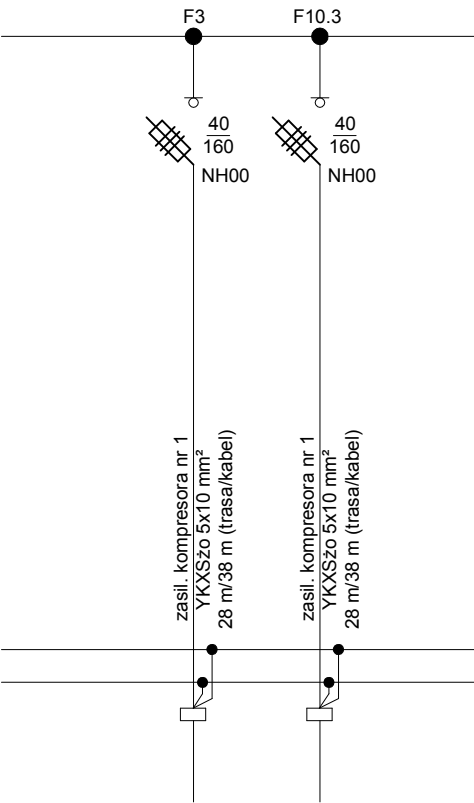 F3
F10.3
40
160
NH00
40
160
NH00
zasil. kompresora nr 1
YKXSżo 5x10 mm²
28 m/38 m (trasa/kabel)
zasil. kompresora nr 1
YKXSżo 5x10 mm²
28 m/38 m (trasa/kabel)